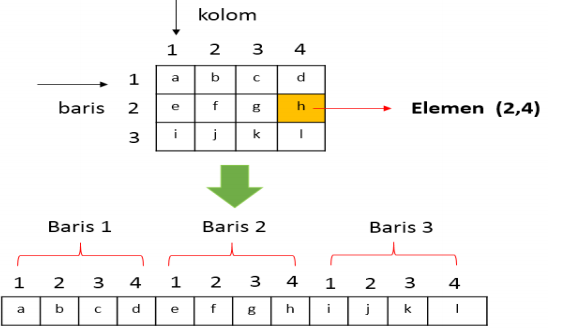 kolom
1 2 3 4
1 a b c d
baris 2 e f g h Elemen (2,4)
3 i j k l
Baris 1 Baris 2 Baris 3
1 2 3 4 1 2 3 4 1 2 3 4
a b c d e f g h i j k l